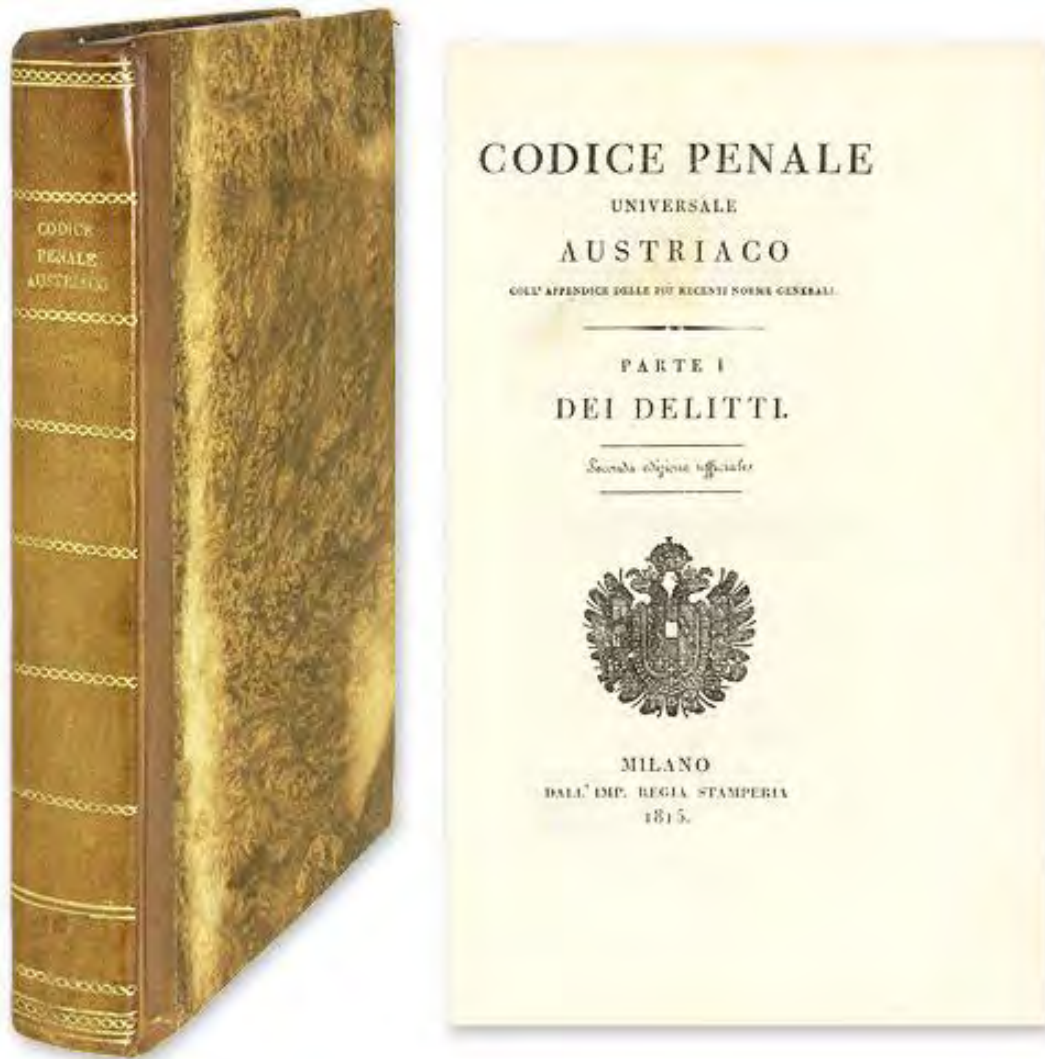 CODICE
PENALE
AUSTRIACO
CODICE PENALE
UNIVERSALE
AUSTRIACO
COLL' APPENDICE DELLE PIÙ RECENTI NORME GENERALI.
PARTE I
DEI DELITTI.
Seconda edizione ufficiale
MILANO
DALL' IMP. REGIA STAMPERIA
1815.